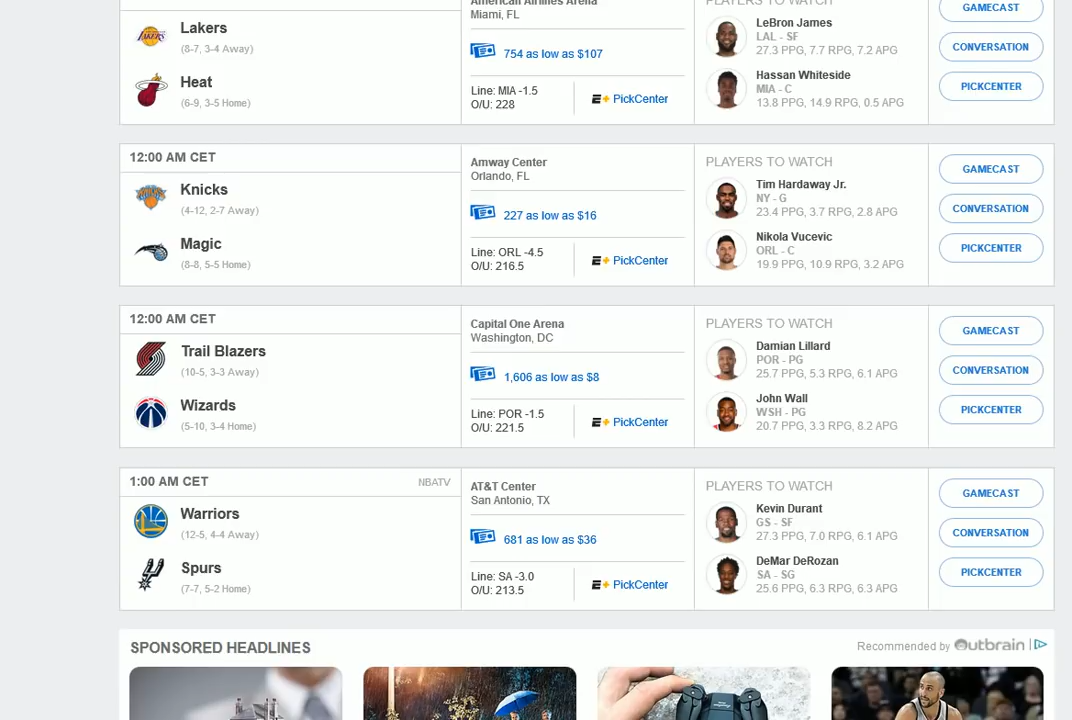 American Airlines Arena
Miami, FL
PLAYERS TO WATCH
GAMECAST
Lakers
(8-7, 3-4 Away)
754 as low as $107
LeBron James
LAL - SF
27.3 PPG, 7.7 RPG, 7.2 APG
CONVERSATION
Heat
(6-9, 3-5 Home)
Line: MIA -1.5
O/U: 228
E+ PickCenter
Hassan Whiteside
MIA - C
13.8 PPG, 14.9 RPG, 0.5 APG
PICKCENTER
12:00 AM CET
Amway Center
Orlando, FL
PLAYERS TO WATCH
GAMECAST
Knicks
(4-12, 2-7 Away)
227 as low as $16
Tim Hardaway Jr.
NY - G
23.4 PPG, 3.7 RPG, 2.8 APG
CONVERSATION
Magic
(8-8, 5-5 Home)
Line: ORL -4.5
O/U: 216.5
E+ PickCenter
Nikola Vucevic
ORL - C
19.9 PPG, 10.9 RPG, 3.2 APG
PICKCENTER
12:00 AM CET
Capital One Arena
Washington, DC
PLAYERS TO WATCH
GAMECAST
Trail Blazers
(10-5, 3-3 Away)
1,606 as low as $8
Damian Lillard
POR - PG
25.7 PPG, 5.3 RPG, 6.1 APG
CONVERSATION
Wizards
(5-10, 3-4 Home)
Line: POR -1.5
O/U: 221.5
E+ PickCenter
John Wall
WSH - PG
20.7 PPG, 3.3 RPG, 8.2 APG
PICKCENTER
1:00 AM CET
NBATV
AT&T Center
San Antonio, TX
PLAYERS TO WATCH
GAMECAST
Warriors
(12-5, 4-4 Away)
681 as low as $36
Kevin Durant
GS - SF
27.3 PPG, 7.0 RPG, 6.1 APG
CONVERSATION
Spurs
(7-7, 5-2 Home)
Line: SA -3.0
O/U: 213.5
E+ PickCenter
DeMar DeRozan
SA - SG
25.6 PPG, 6.3 RPG, 6.3 APG
PICKCENTER
SPONSORED HEADLINES
Recommended by Outbrain